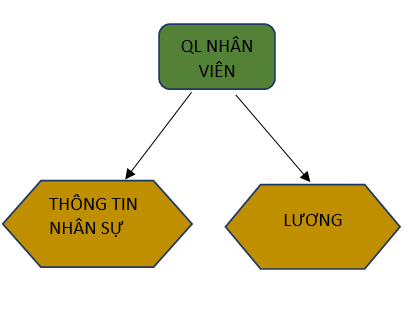 QL NHÂN
VIÊN
THÔNG TIN
NHÂN SỰ
LƯƠNG